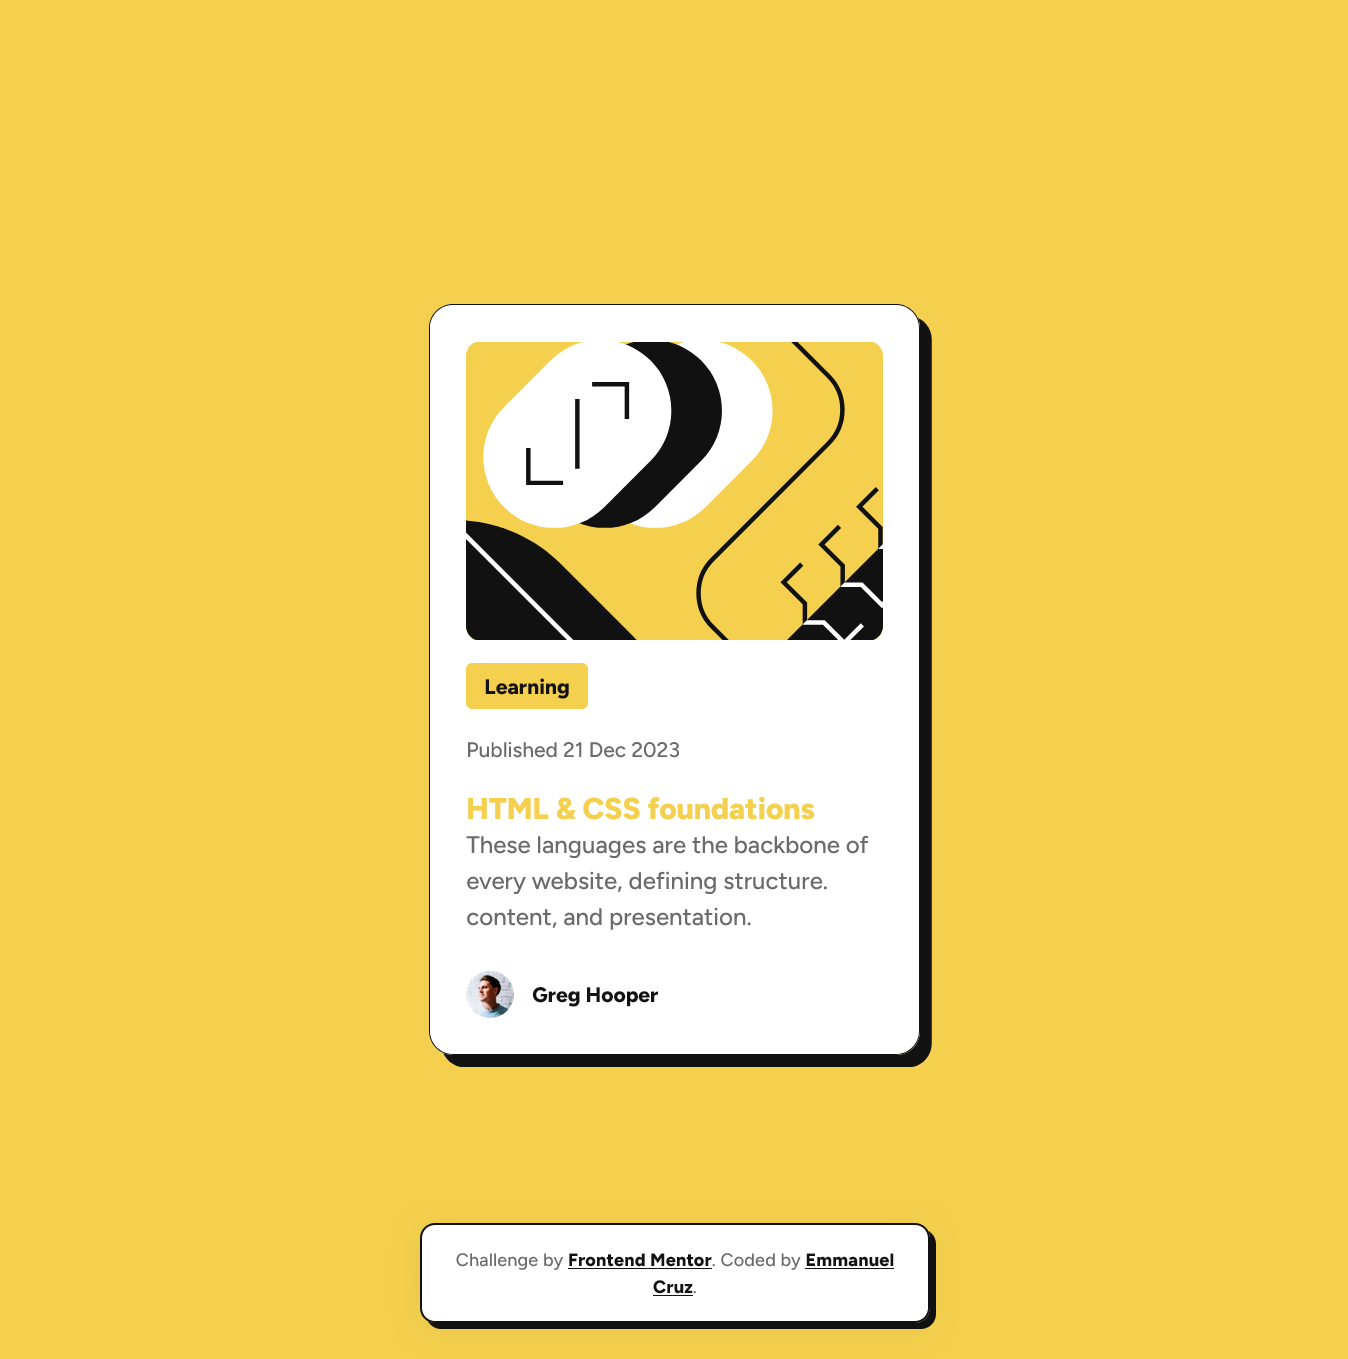 Learning
Published 21 Dec 2023
HTML & CSS foundations
These languages are the backbone of
every website, defining structure.
content, and presentation.
Greg Hooper
Challenge by Frontend Mentor. Coded by Emmanuel
Cruz.